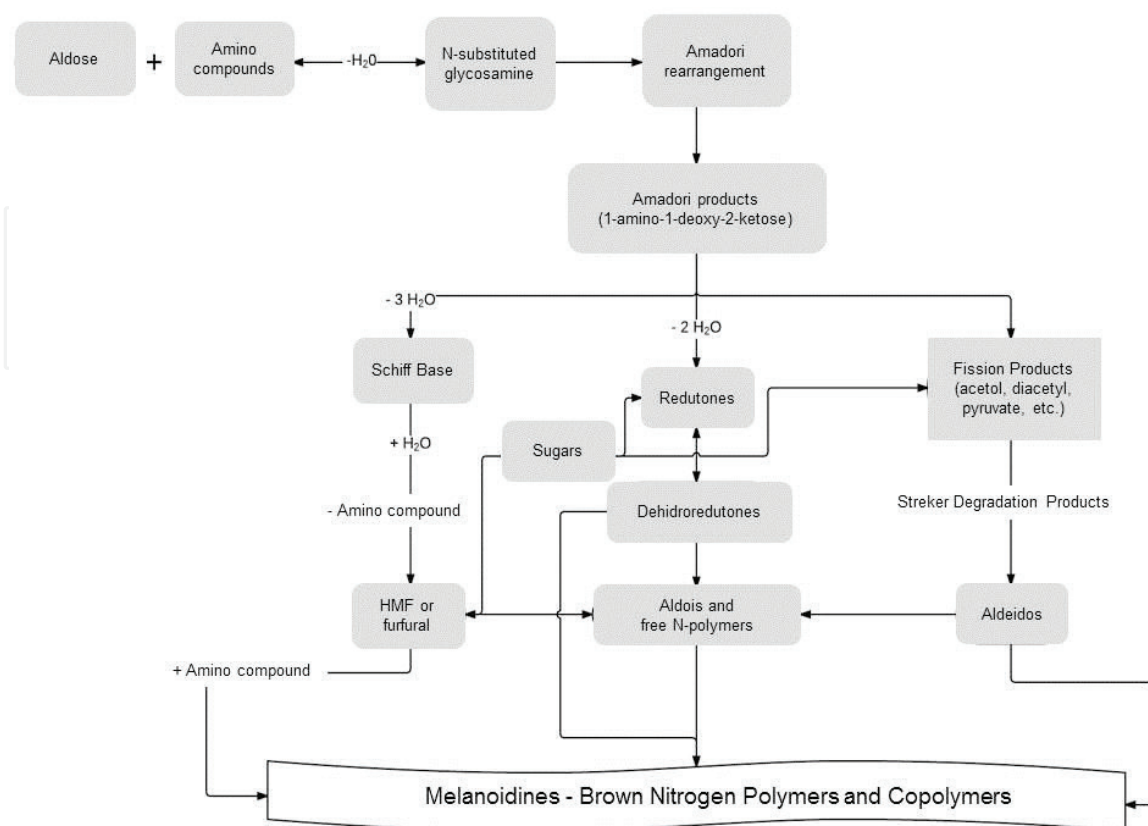 Aldose
+
Amino
compounds
-H₂0
N-substituted
glycosamine
Amadori
rearrangement
Amadori products
(1-amino-1-deoxy-2-ketose)
- 3 H₂O
- 2 H₂O
Schiff Base
Redutones
Fission Products
(acetol, diacetyl,
pyruvate, etc.)
+ H₂O
Sugars
- Amino compound
Dehidroredutones
Streker Degradation Products
HMF or
furfural
Aldois and
free N-polymers
Aldeidos
+ Amino compound
Melanoidines - Brown Nitrogen Polymers and Copolymers